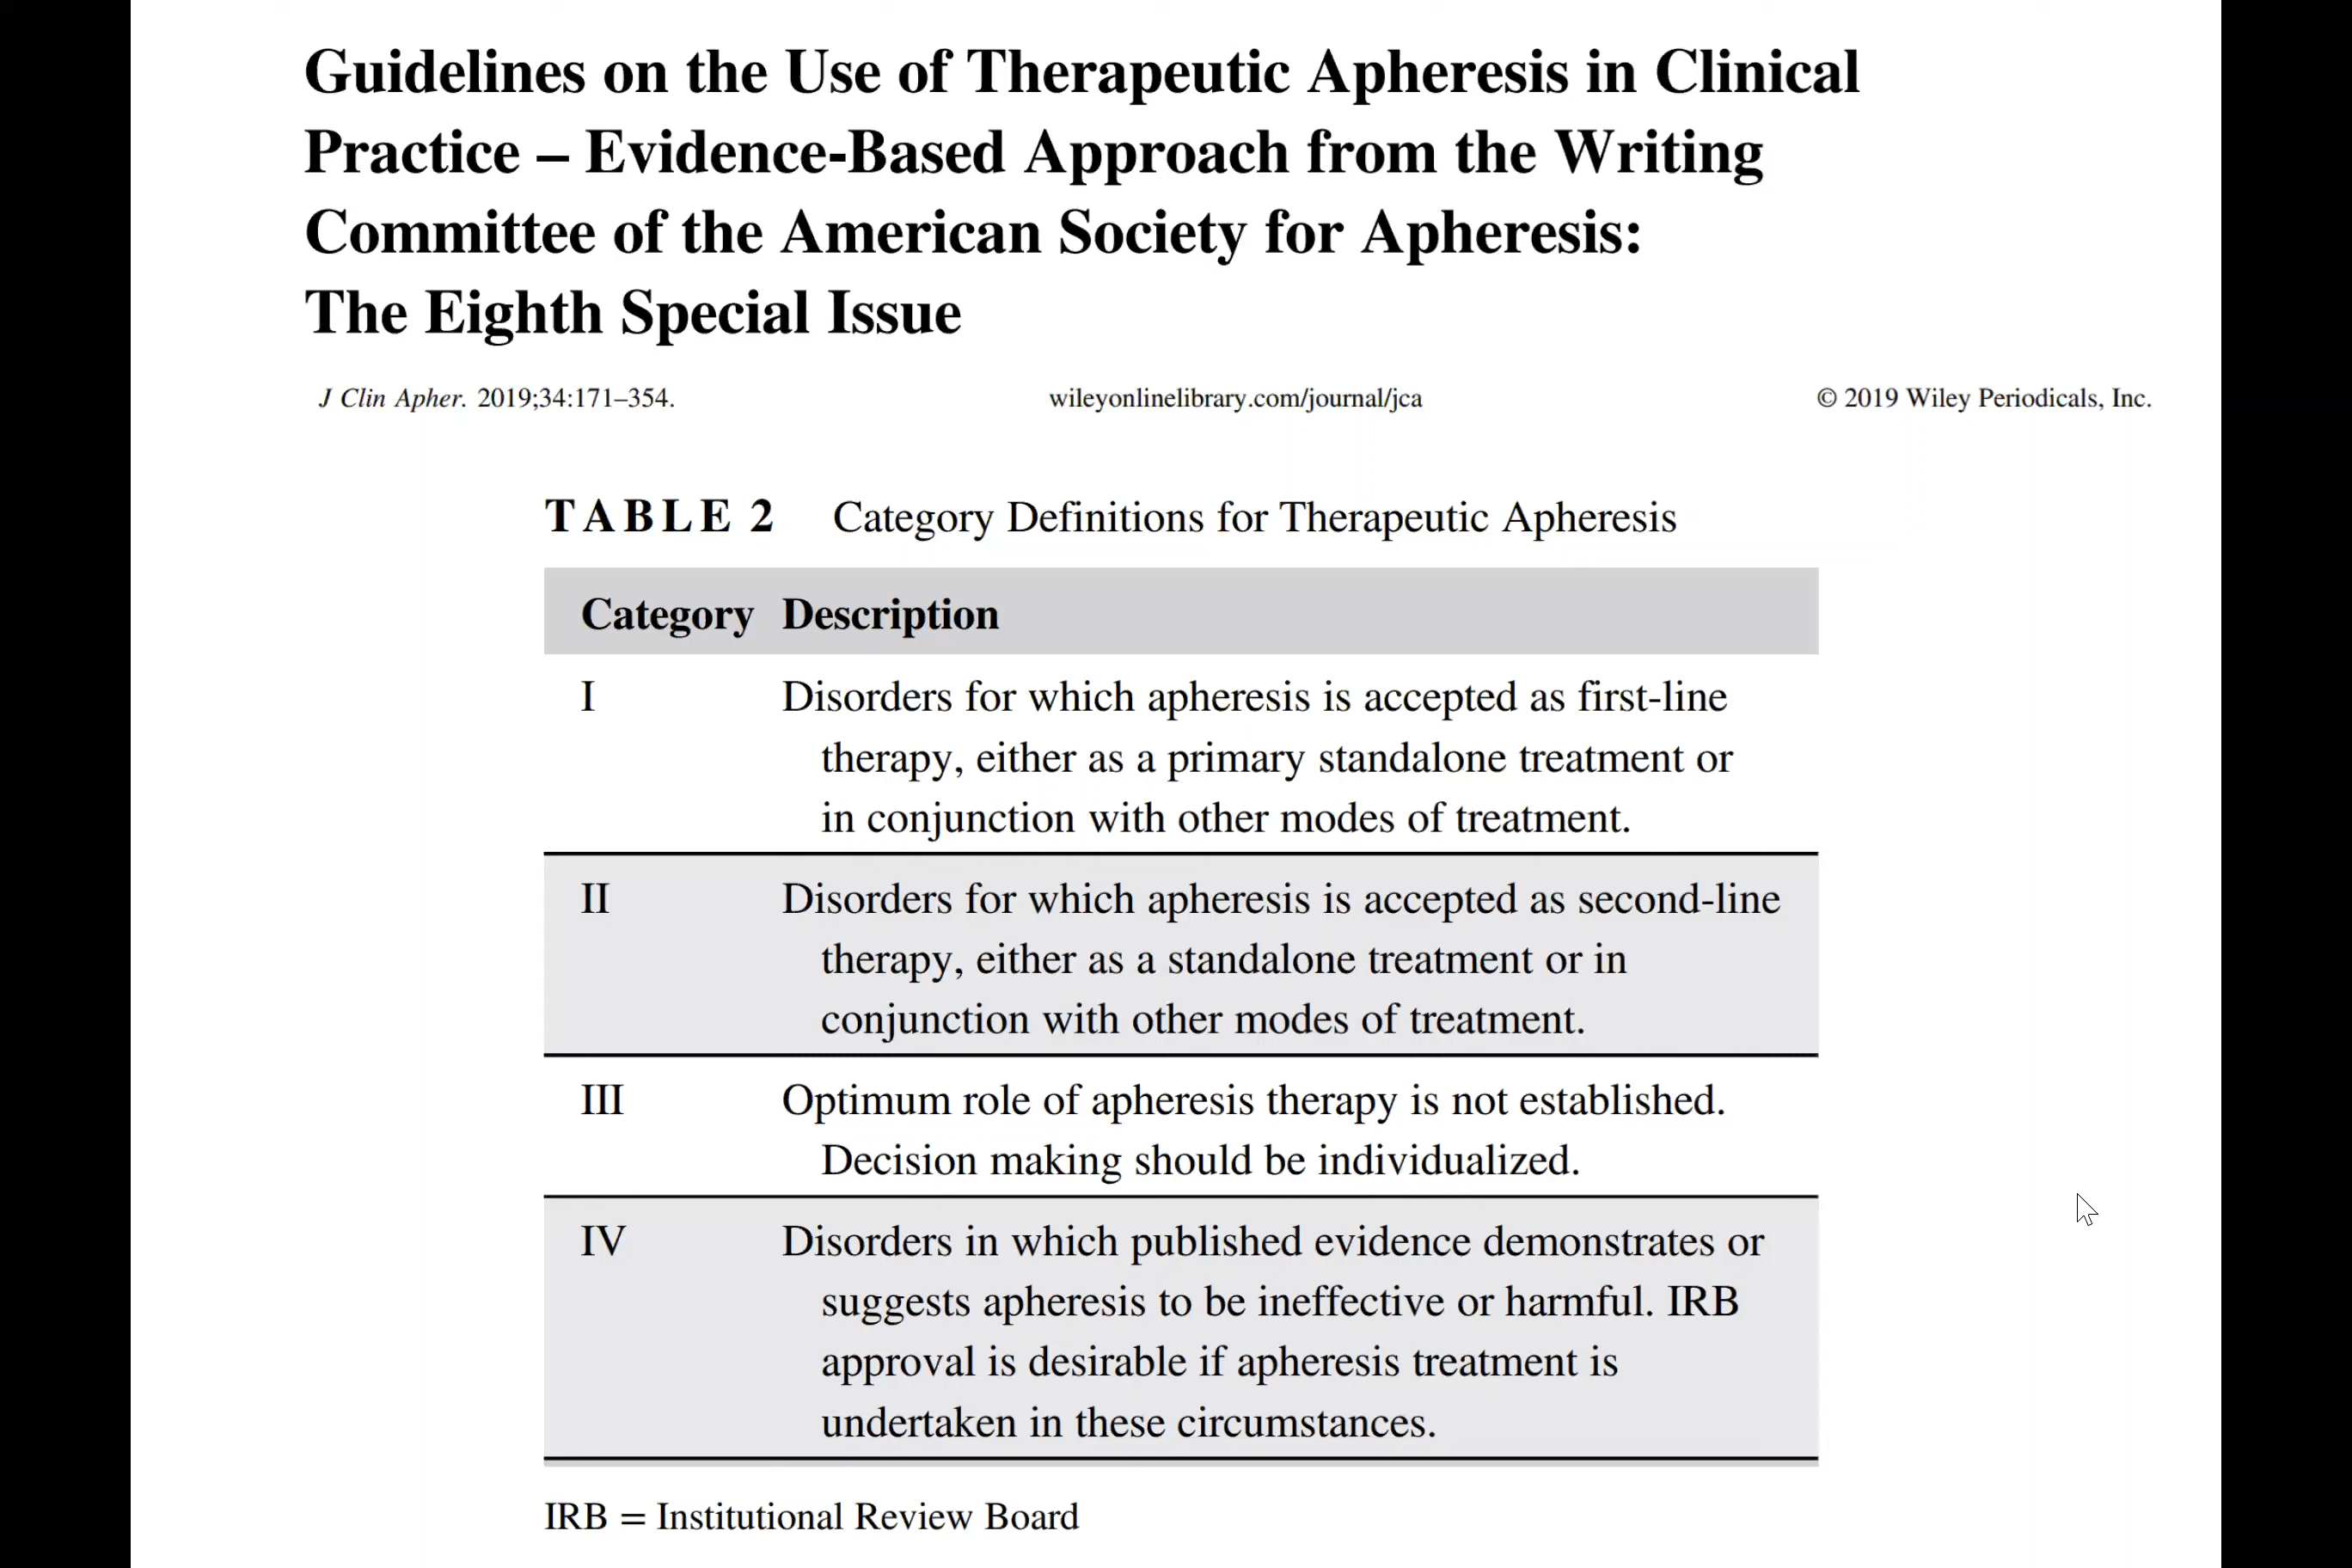 Guidelines on the Use of Therapeutic Apheresis in Clinical
Practice – Evidence-Based Approach from the Writing
Committee of the American Society for Apheresis:
The Eighth Special Issue
J Clin Apher. 2019;34:171–354. wileyonlinelibrary.com/journal/jca © 2019 Wiley Periodicals, Inc.
TABLE 2 Category Definitions for Therapeutic Apheresis
Category Description
I Disorders for which apheresis is accepted as first-line
therapy, either as a primary standalone treatment or
in conjunction with other modes of treatment.
II Disorders for which apheresis is accepted as second-line
therapy, either as a standalone treatment or in
conjunction with other modes of treatment.
III Optimum role of apheresis therapy is not established.
Decision making should be individualized.
IV Disorders in which published evidence demonstrates or
suggests apheresis to be ineffective or harmful. IRB
approval is desirable if apheresis treatment is
undertaken in these circumstances.
IRB = Institutional Review Board